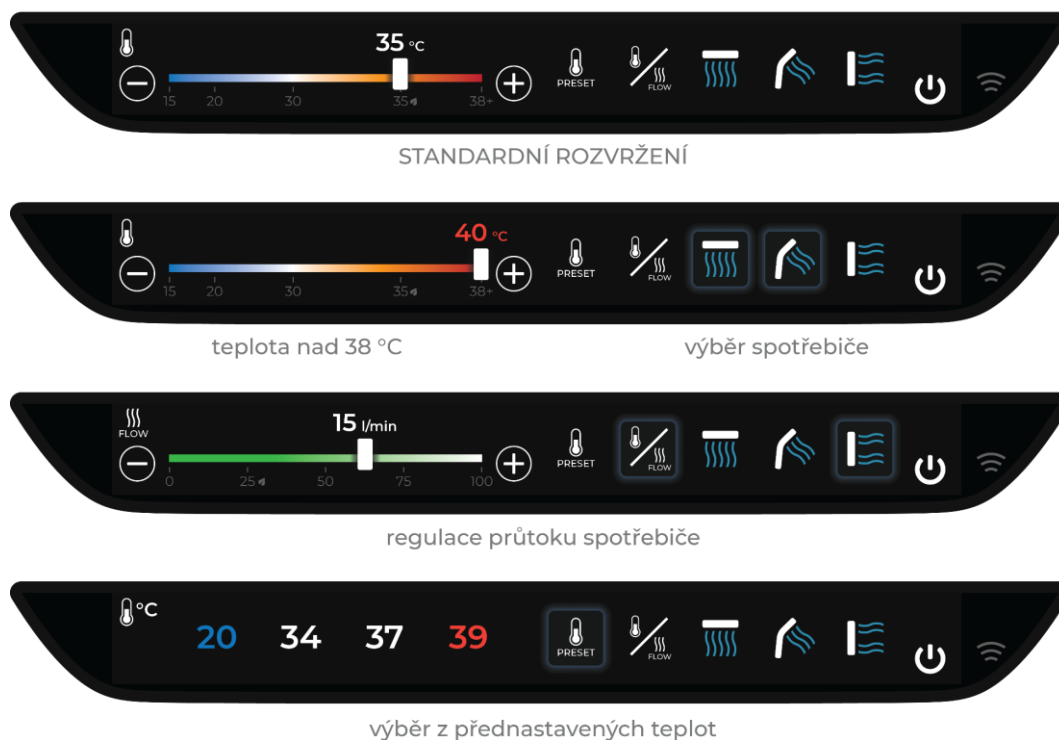 35 °C
15 20 30 35 38+
PRESET FLOW
STANDARDNÍ ROZVRŽENÍ
40 °C
15 20 30 35 38+
PRESET FLOW
teplota nad 38 °C
výběr spotřebiče
FLOW
15 l/min
0 25 50 75 100
PRESET FLOW
regulace průtoku spotřebiče
°C
20 34 37 39
PRESET FLOW
výběr z přednastavených teplot